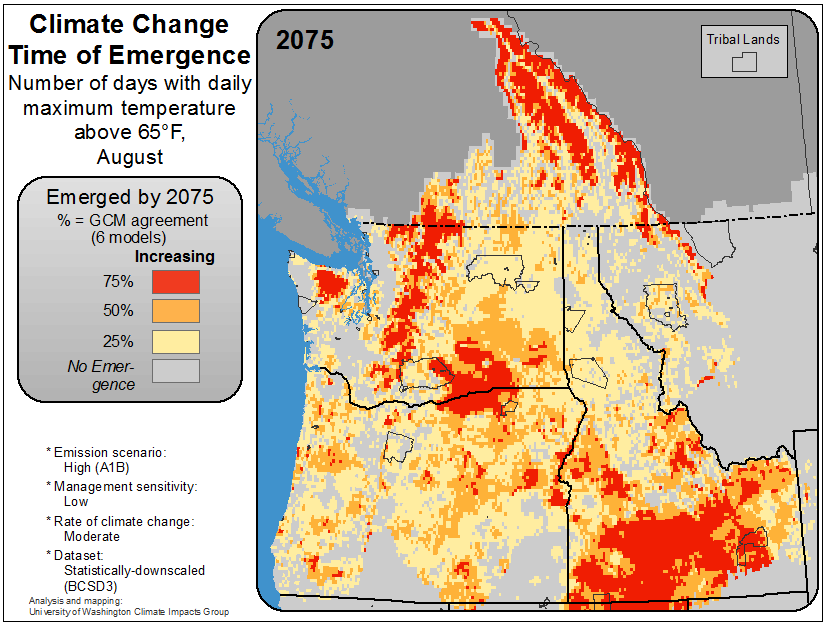 Climate Change
Time of Emergence
Number of days with daily
maximum temperature
above 65°F,
August
Emerged by 2075
% = GCM agreement
(6 models)
Increasing
75%
50%
25%
No Emer-
gence
* Emission scenario:
High (A1B)
* Management sensitivity:
Low
* Rate of climate change:
Moderate
* Dataset:
Statistically-downscaled
(BCSD3)
Analysis and mapping:
University of Washington Climate Impacts Group
2075
Tribal Lands